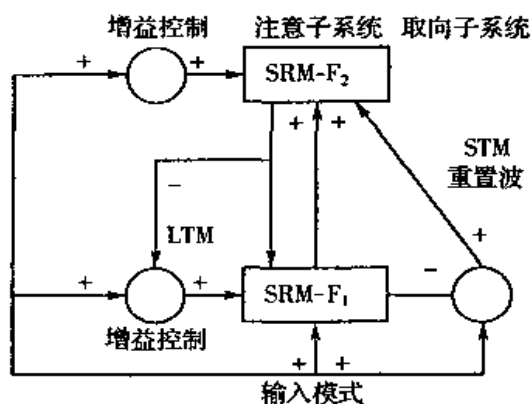 增益控制 注意子系统 取向子系统
+ + SRM-F₂
+ +
STM
重置波
−
LTM
+
+ + SRM-F₁ −
增益控制
+ +
输入模式